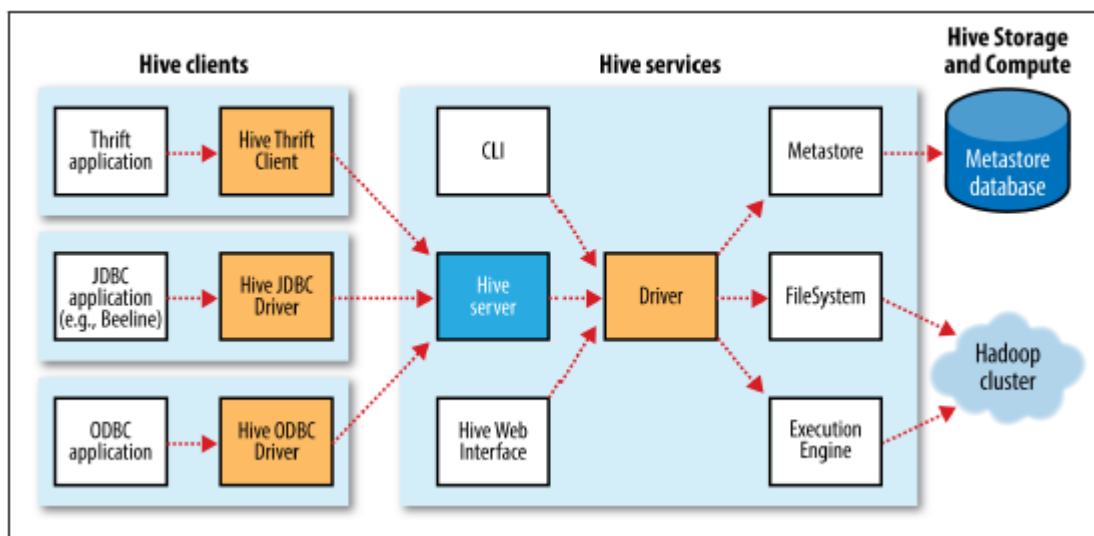 Hive clients
Thrift
application
Hive Thrift
Client
JDBC
application
(e.g., Beeline)
Hive JDBC
Driver
ODBC
application
Hive ODBC
Driver
Hive services
CLI
Hive
server
Hive Web
Interface
Driver
Metastore
FileSystem
Execution
Engine
Hive Storage
and Compute
Metastore
database
Hadoop
cluster